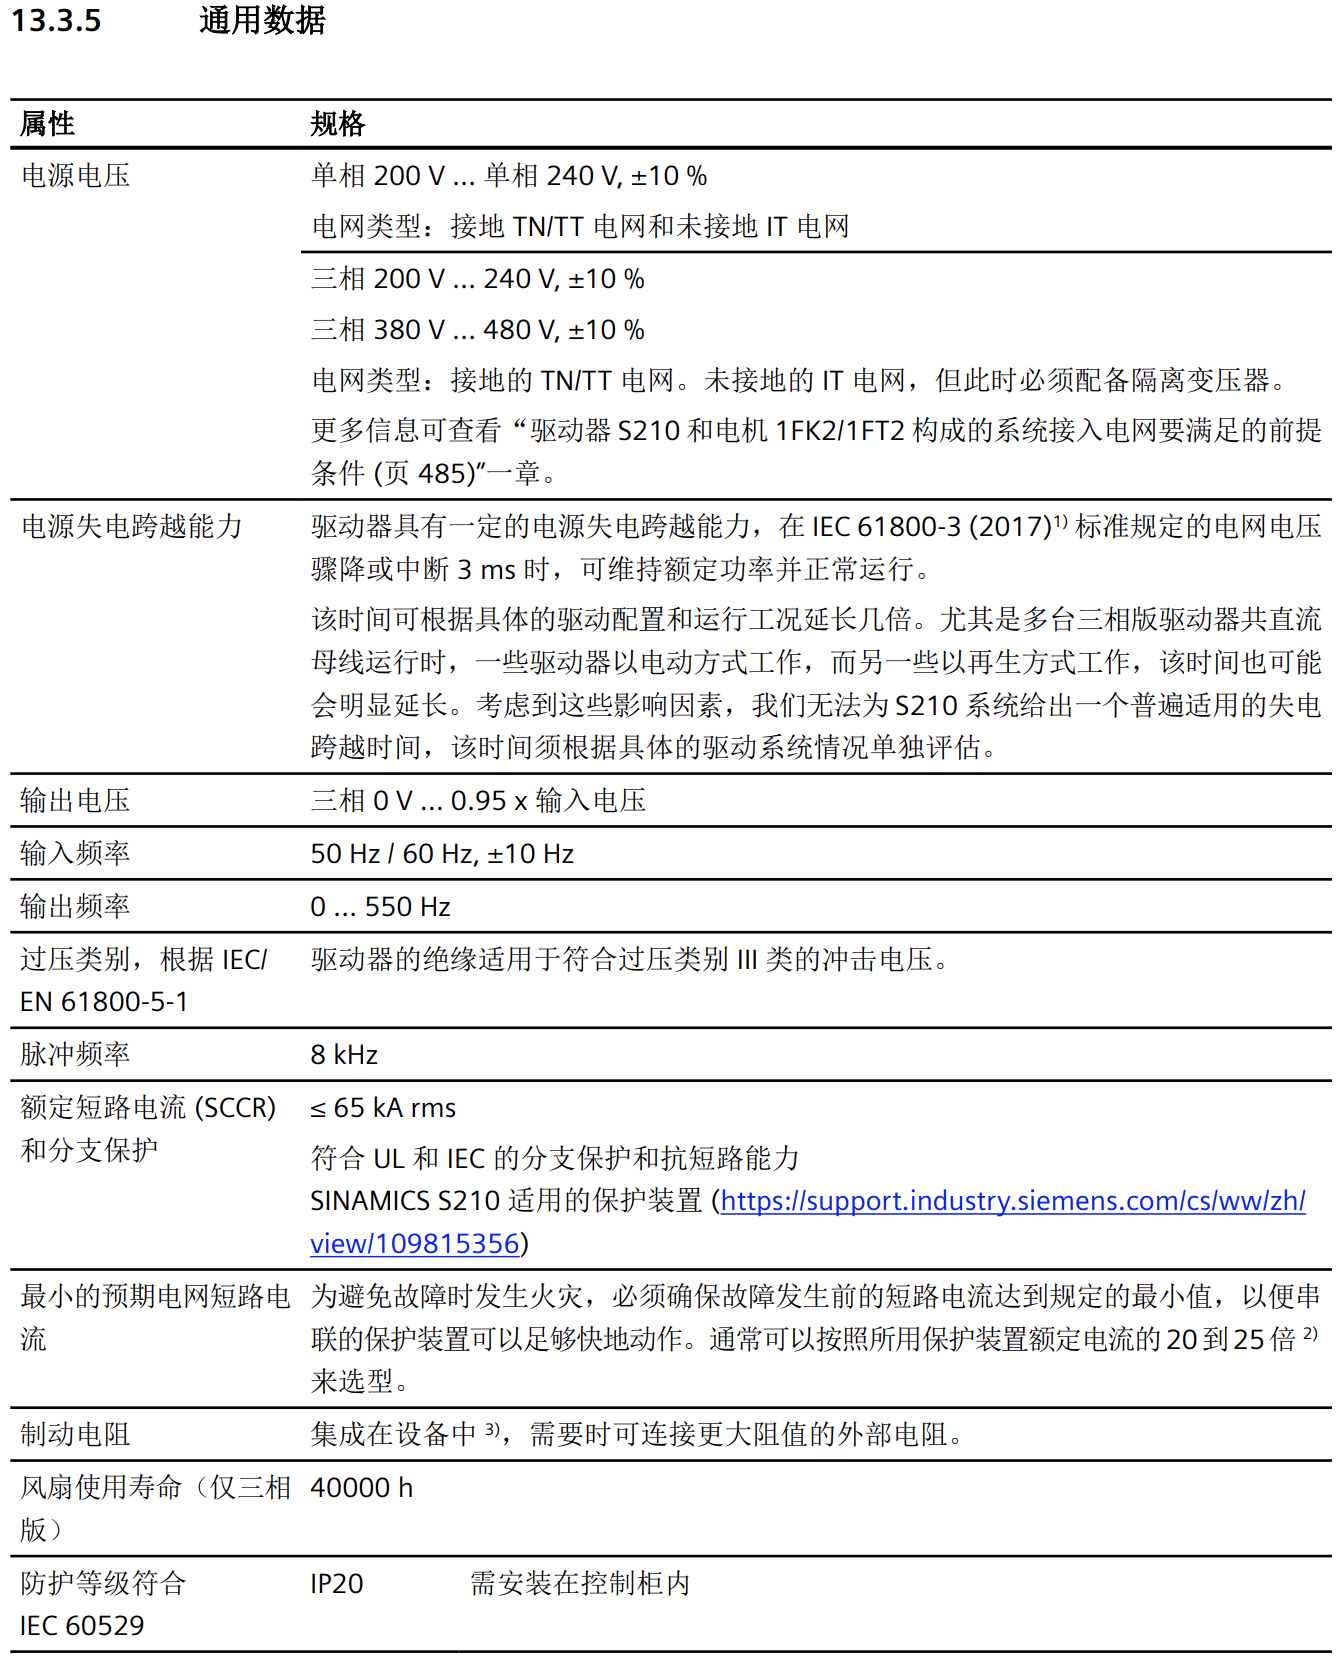 13.3.5 通用数据
属性 规格
电源电压 单相 200 V ... 单相 240 V, ±10 %
电网类型：接地 TN/TT 电网和未接地 IT 电网
三相 200 V ... 240 V, ±10 %
三相 380 V ... 480 V, ±10 %
电网类型：接地的 TN/TT 电网。未接地的 IT 电网，但此时必须配备隔离变压器。
更多信息可查看“驱动器 S210 和电机 1FK2/1FT2 构成的系统接入电网要满足的前提
条件 (页 485)”一章。
电源失电跨越能力 驱动器具有一定的电源失电跨越能力，在 IEC 61800-3 (2017)1) 标准规定的电网电压
骤降或中断 3 ms 时，可维持额定功率并正常运行。
该时间可根据具体的驱动配置和运行工况延长几倍。尤其是多台三相版驱动器共直流
母线运行时，一些驱动器以电动方式工作，而另一些以再生方式工作，该时间也可能
会明显延长。考虑到这些影响因素，我们无法为 S210 系统给出一个普遍适用的失电
跨越时间，该时间须根据具体的驱动系统情况单独评估。
输出电压 三相 0 V ... 0.95 x 输入电压
输入频率 50 Hz / 60 Hz, ±10 Hz
输出频率 0 ... 550 Hz
过压类别，根据 IEC/ 驱动器的绝缘适用于符合过压类别 III 类的冲击电压。
EN 61800-5-1
脉冲频率 8 kHz
额定短路电流 (SCCR) ≤ 65 kA rms
和分支保护 符合 UL 和 IEC 的分支保护和抗短路能力
SINAMICS S210 适用的保护装置 (https://support.industry.siemens.com/cs/ww/zh/
view/109815356)
最小的预期电网短路电 为避免故障时发生火灾，必须确保故障发生前的短路电流达到规定的最小值，以便串
流 联的保护装置可以足够快地动作。通常可以按照所用保护装置额定电流的 20 到 25 倍 2)
来选型。
制动电阻 集成在设备中 3)，需要时可连接更大阻值的外部电阻。
风扇使用寿命（仅三相 40000 h
版）
防护等级符合 IP20 需安装在控制柜内
IEC 60529